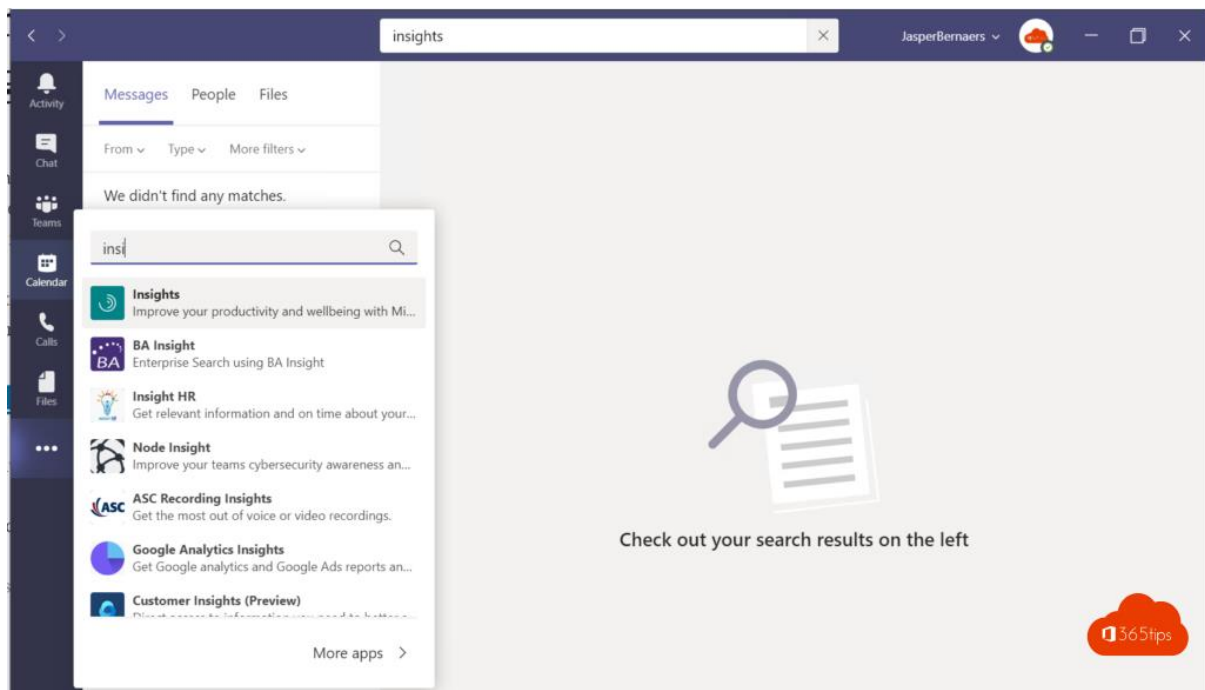 insights
JasperBernaers
Activity
Chat
Teams
Calendar
Calls
Files
Messages People Files
From Type More filters
We didn't find any matches.
insi
Insights
Improve your productivity and wellbeing with Mi...
BA
BA Insight
Enterprise Search using BA Insight
Insight HR
Get relevant information and on time about your...
Node Insight
Improve your teams cybersecurity awareness an...
ASC
ASC Recording Insights
Get the most out of voice or video recordings.
Google Analytics Insights
Get Google analytics and Google Ads reports an...
Customer Insights (Preview)
More apps
Check out your search results on the left
365tips